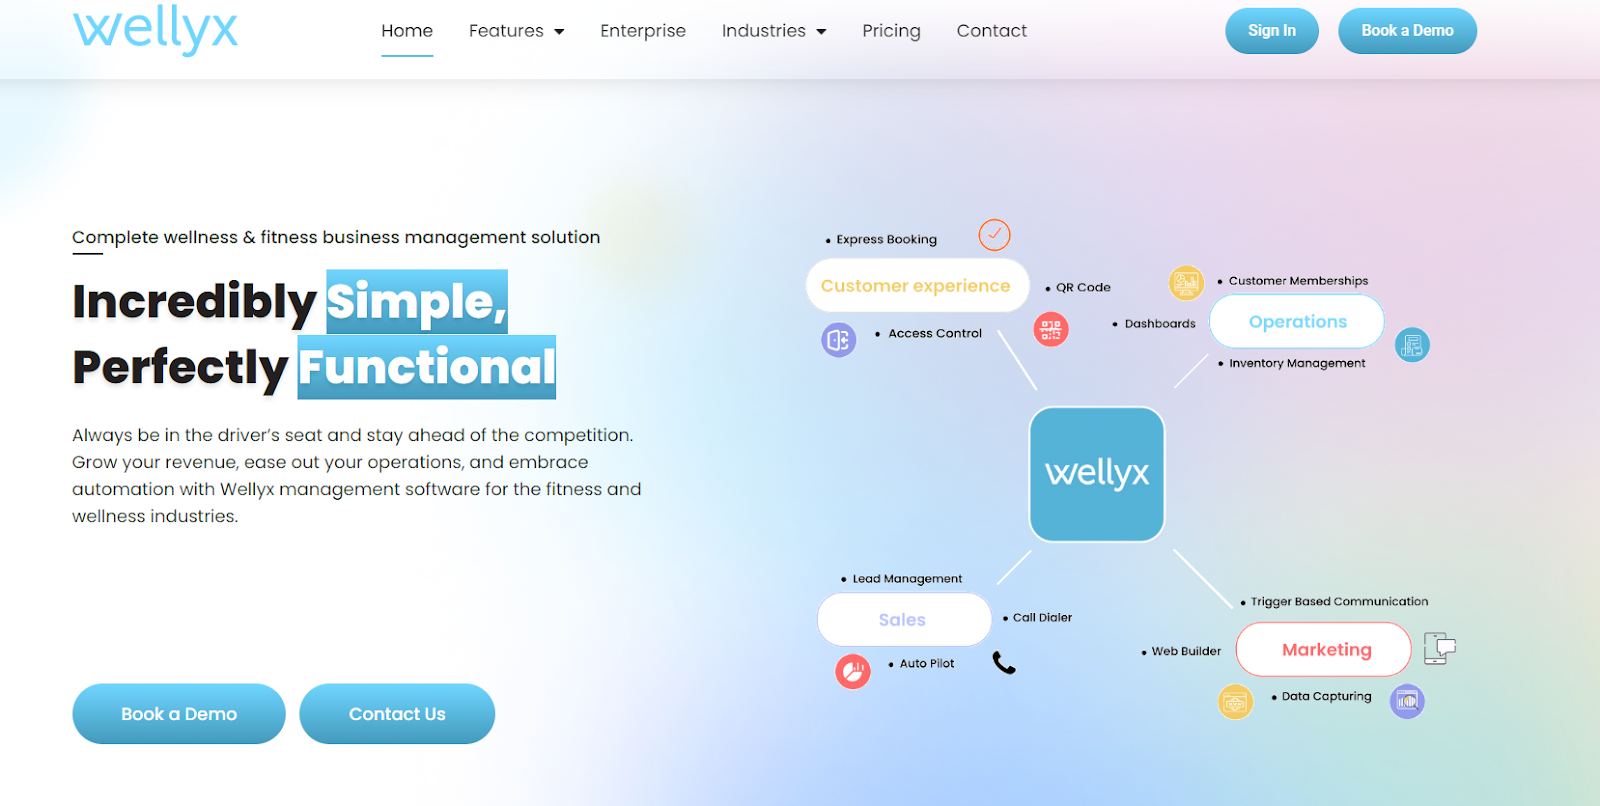 wellyx
Home
Features
Enterprise
Industries
Pricing
Contact
Sign In
Book a Demo
Complete wellness & fitness business management solution
Incredibly Simple,
Perfectly Functional
Always be in the driver's seat and stay ahead of the competition.
Grow your revenue, ease out your operations, and embrace
automation with Wellyx management software for the fitness and
wellness industries.
Book a Demo
Contact Us
• Express Booking
Customer experience
• QR Code
• Access Control
• Customer Memberships
• Dashboards
Operations
• Inventory Management
wellyx
• Lead Management
Sales
• Call Dialer
• Auto Pilot
• Trigger Based Communication
• Web Builder
Marketing
• Data Capturing